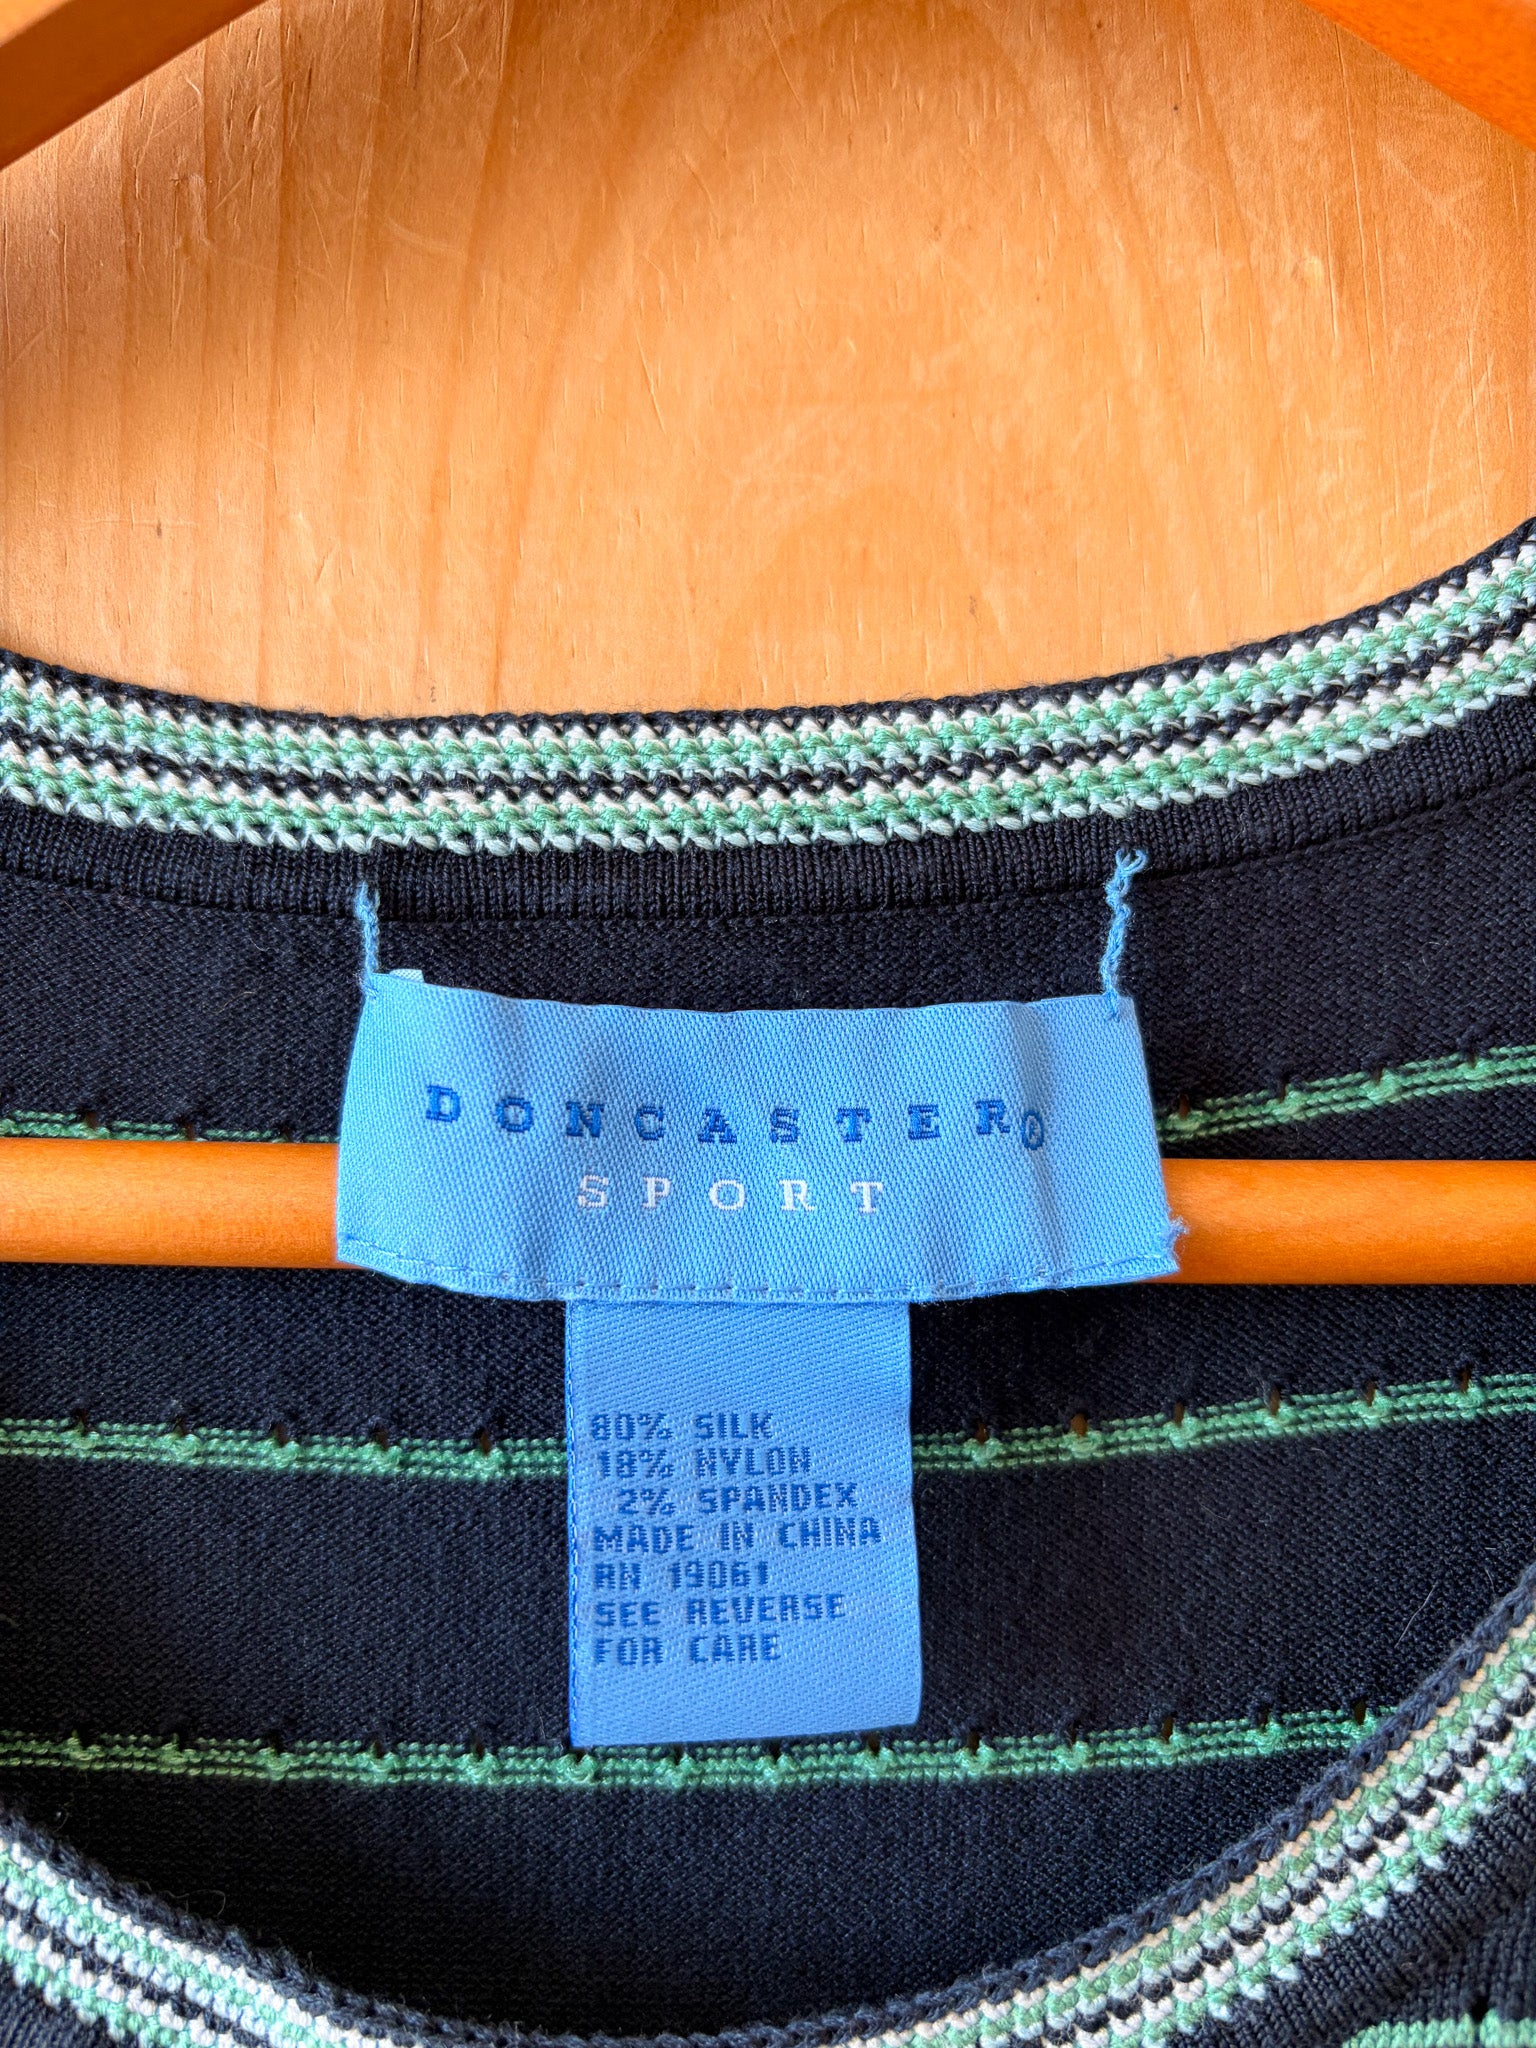 DONCASTER®
SPORT
80% SILK
18% NYLON
2% SPANDEX
MADE IN CHINA
RN 19061
SEE REVERSE
FOR CARE